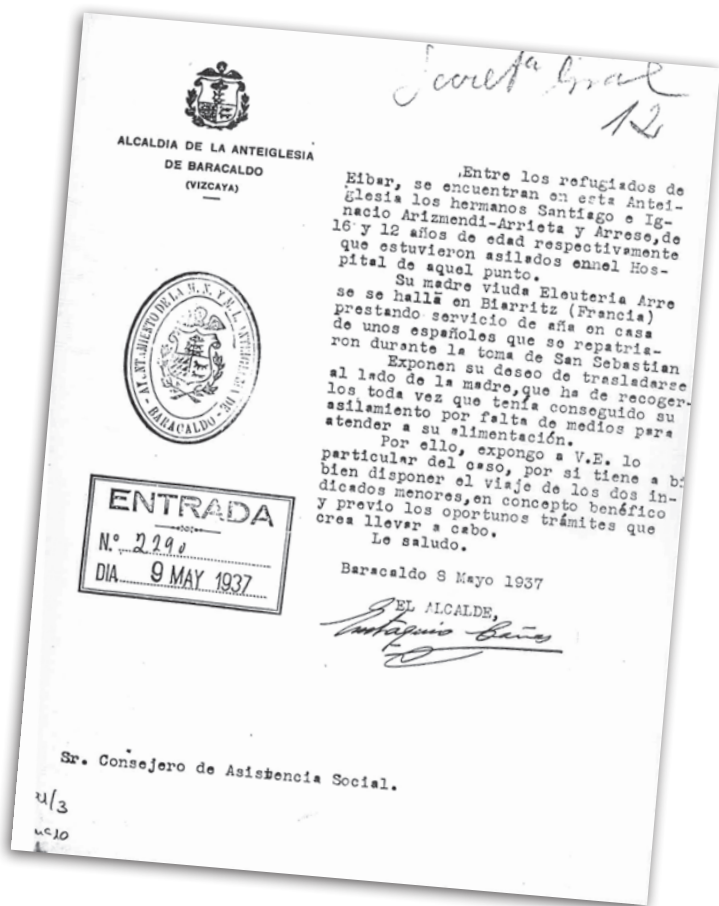 Secret.ª Gral
12
ALCALDIA DE LA ANTEIGLESIA
DE BARACALDO
(VIZCAYA)
Entre los refugiados de
Eibar, se encuentran en esta Antei-
glesia los hermanos Santiago e Ig-
nacio Arizmendi-Arrieta y Arrese,de
16 y 12 años de edad respectivamente
que estuvieron asilados ennel Hos-
pital de aquel punto.
Su madre viuda Eleuteria Arre
se se halla en Biarritz (Francia)
prestando servicio de aña en casa
de unos españoles que se repatria-
ron durante la toma de San Sebastian
Exponen su deseo de trasladarse
al lado de la madre,que ha de recoger-
los toda vez que tenía conseguido su
asilamiento por falta de medios para
atender a su alimentación.
Por ello, expongo a V.E. lo
particular del caso, por si tiene a bi
bien disponer el viaje de los dos in-
dicados menores,en concepto benéfico
y previo los oportunos trámites que
crea llevar a cabo.
Le saludo.
Baracaldo 8 Mayo 1937
EL ALCALDE,
Eustaquio Cañas
AYUNTAMIENTO DE LA M. N. Y M. L. ANTEIGLESIA DE
BARACALDO
ENTRADA
N.º 2290
DIA 9 MAY 1937
Sr. Consejero de Asistencia Social.